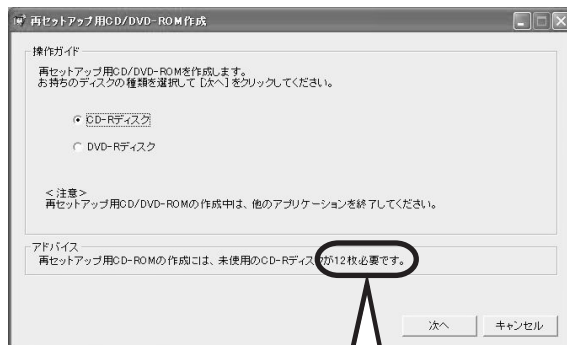 再セットアップ用CD/DVD-ROM作成
操作ガイド
再セットアップ用CD/DVD-ROMを作成します。
お持ちのディスクの種類を選択して［次へ］をクリックしてください。
CD-Rディスク
DVD-Rディスク
＜注意＞
再セットアップ用CD/DVD-ROMの作成中は、他のアプリケーションを終了してください。
アドバイス
再セットアップ用CD-ROMの作成には、未使用のCD-Rディスクが12枚必要です。
次へ
キャンセル